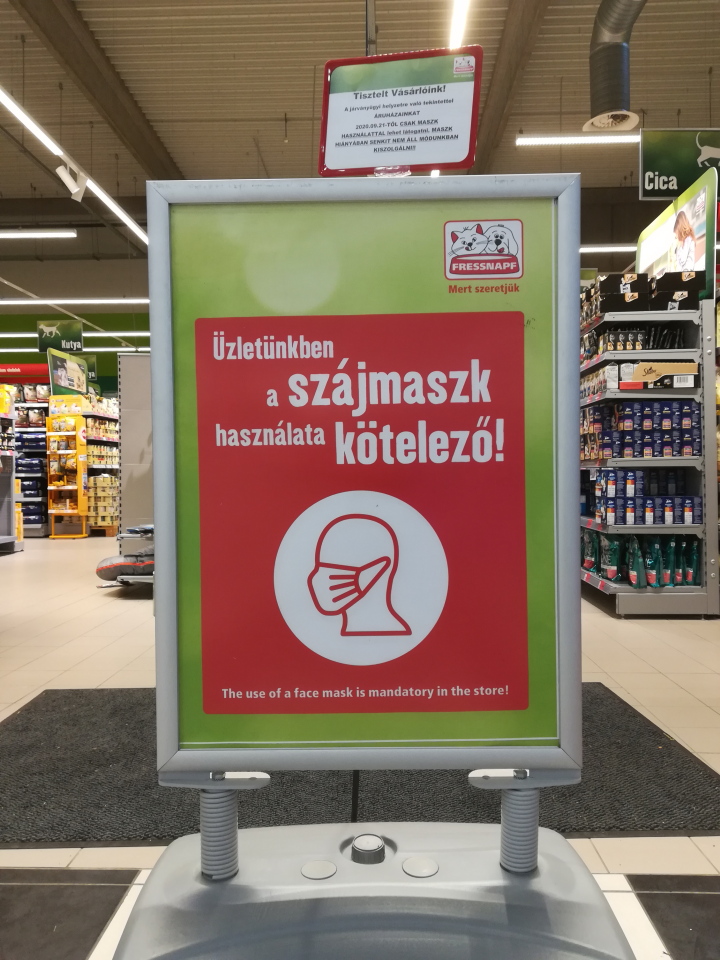 Tisztelt Vásárlóink!
A járványügyi helyzetre való tekintettel
ÁRUHÁZAINKAT
2020.09.21-TŐL CSAK MASZK
HASZNÁLATTAL lehet látogatni. MASZK
HIÁNYÁBAN SENKIT NEM ÁLL MÓDUNKBAN
KISZOLGÁLNI!!!
Cica
FRESSNAPF
Mert szeretjük
Üzletünkben
a szájmaszk
használata kötelező!
Kutya
The use of a face mask is mandatory in the store!